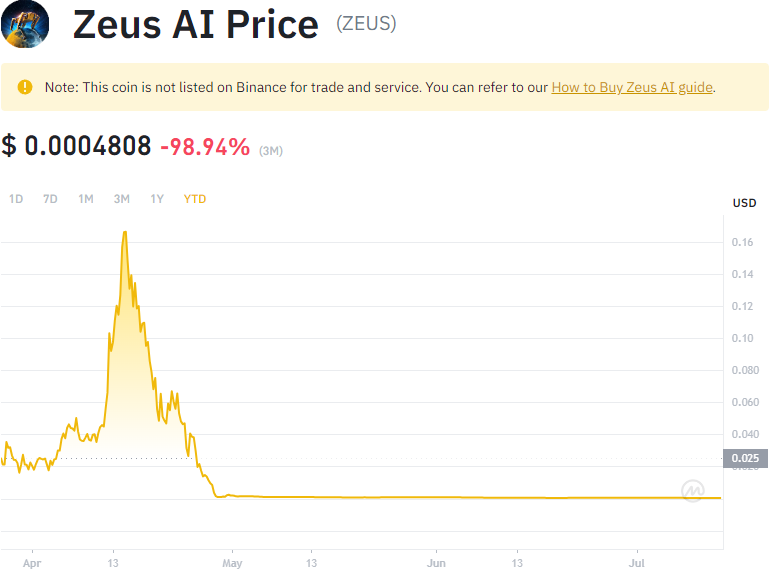 Zeus AI Price (ZEUS)
Note: This coin is not listed on Binance for trade and service. You can refer to our How to Buy Zeus AI guide.
$ 0.0004808 -98.94% (3M)
1D 7D 1M 3M 1Y YTD
USD
0.16
0.14
0.12
0.10
0.080
0.060
0.040
0.025
Apr 13 May 13 Jun 13 Jul